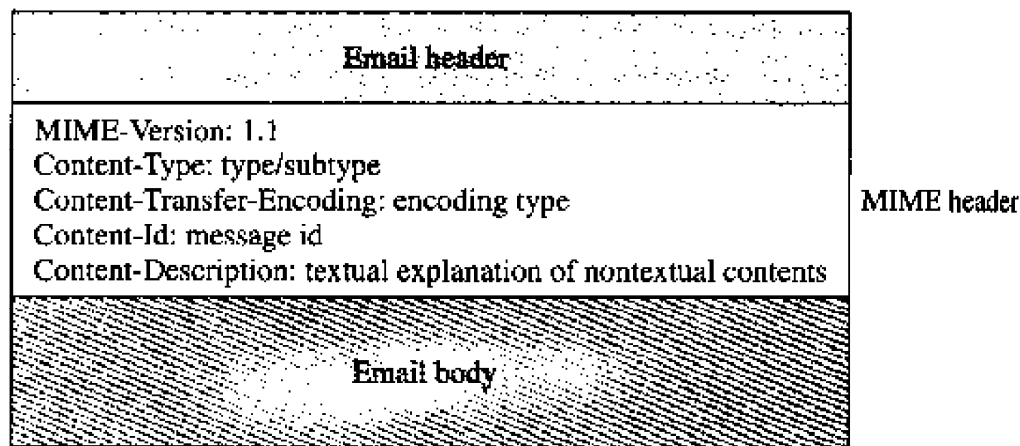 Email header
MIME-Version: 1.1
Content-Type: type/subtype
Content-Transfer-Encoding: encoding type
Content-Id: message id
Content-Description: textual explanation of nontextual contents
MIME header
Email body